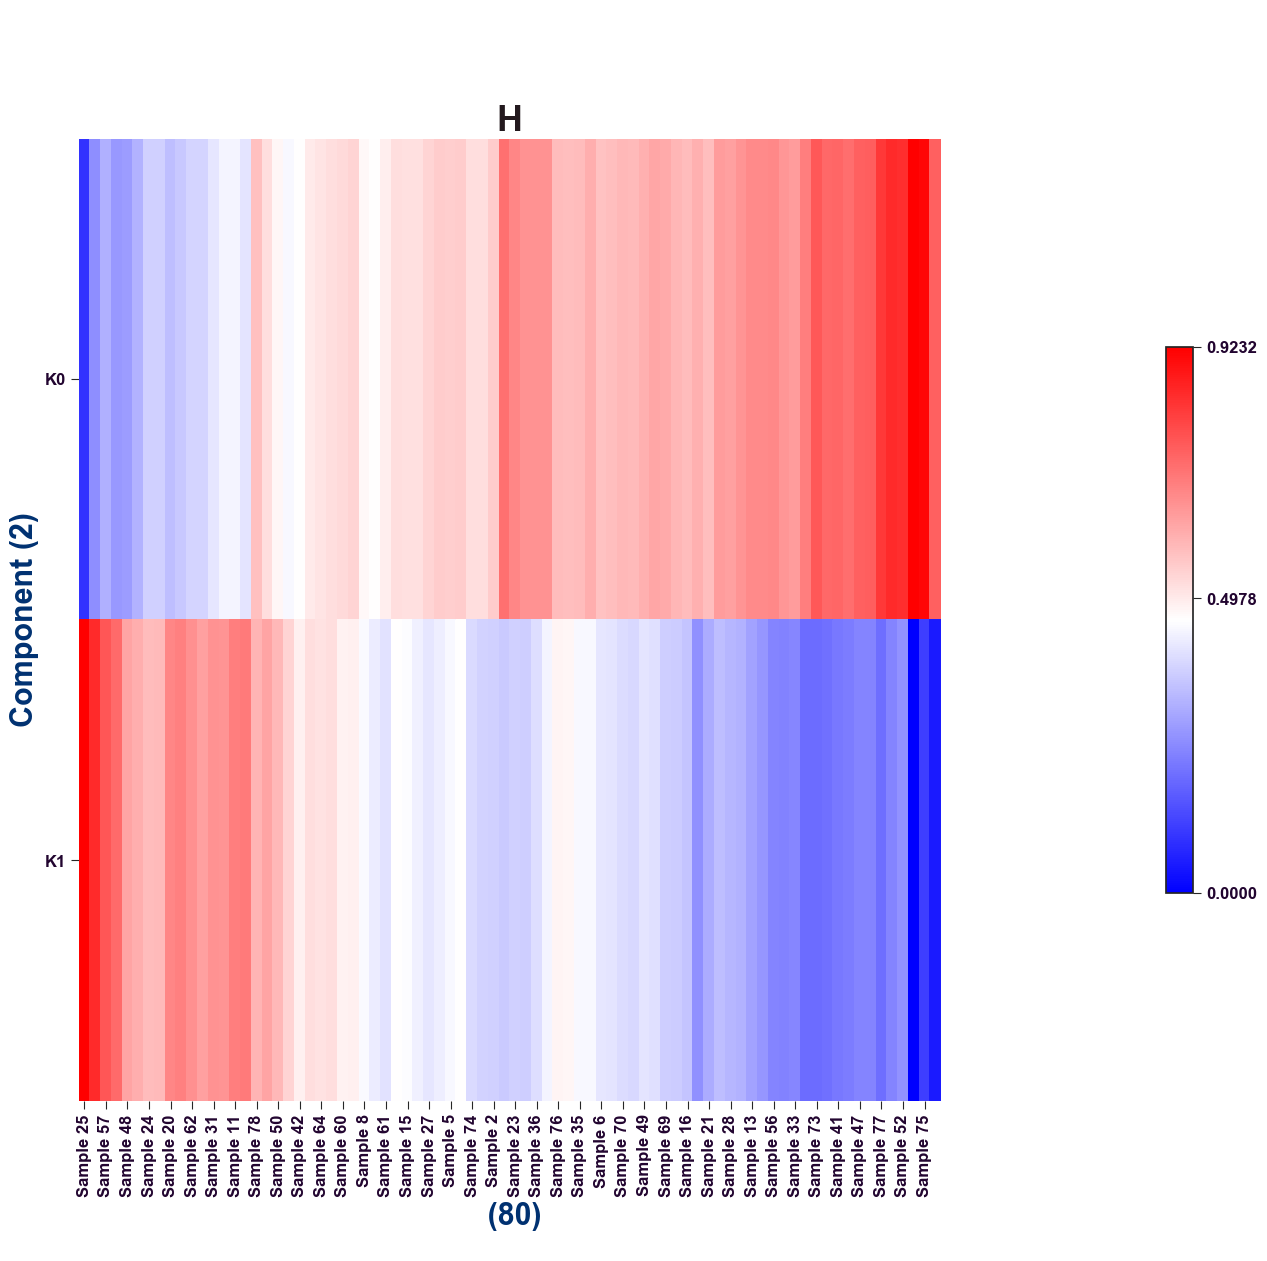 H
K0
K1
Component (2)
0.9232
0.4978
0.0000
Sample 25
Sample 57
Sample 48
Sample 24
Sample 20
Sample 62
Sample 31
Sample 11
Sample 78
Sample 50
Sample 42
Sample 64
Sample 60
Sample 8
Sample 61
Sample 15
Sample 27
Sample 5
Sample 74
Sample 2
Sample 23
Sample 36
Sample 76
Sample 35
Sample 6
Sample 70
Sample 49
Sample 69
Sample 16
Sample 21
Sample 28
Sample 13
Sample 56
Sample 33
Sample 73
Sample 41
Sample 47
Sample 77
Sample 52
Sample 75
(80)